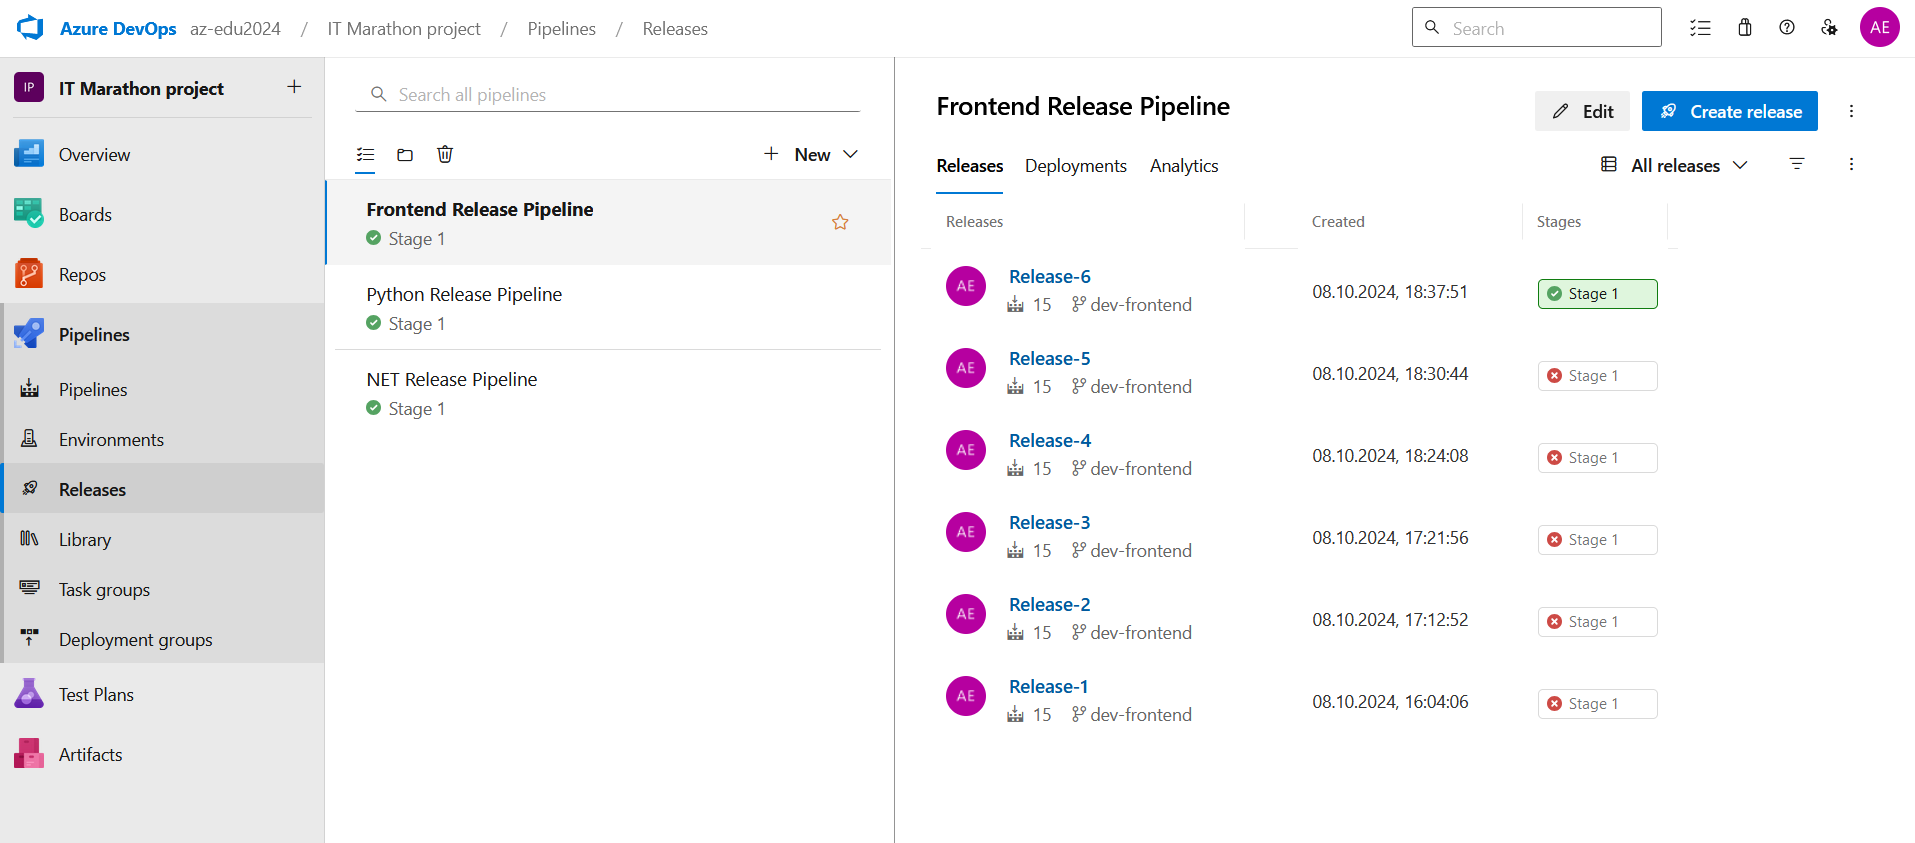 Azure DevOps az-edu2024 / IT Marathon project / Pipelines / Releases
Search
AE
IP IT Marathon project
Overview
Boards
Repos
Pipelines
Pipelines
Environments
Releases
Library
Task groups
Deployment groups
Test Plans
Artifacts
Search all pipelines
New
Frontend Release Pipeline
Stage 1
Python Release Pipeline
Stage 1
NET Release Pipeline
Stage 1
Frontend Release Pipeline
Edit
Create release
Releases Deployments Analytics
All releases
Releases Created Stages
AE Release-6
15 dev-frontend
08.10.2024, 18:37:51
Stage 1
AE Release-5
15 dev-frontend
08.10.2024, 18:30:44
Stage 1
AE Release-4
15 dev-frontend
08.10.2024, 18:24:08
Stage 1
AE Release-3
15 dev-frontend
08.10.2024, 17:21:56
Stage 1
AE Release-2
15 dev-frontend
08.10.2024, 17:12:52
Stage 1
AE Release-1
15 dev-frontend
08.10.2024, 16:04:06
Stage 1